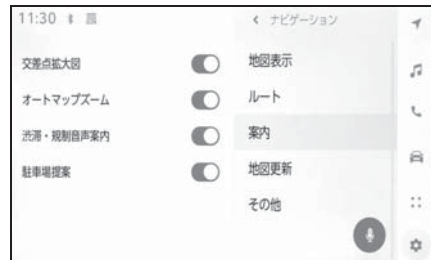 11:30
交差点拡大図
オートマップズーム
渋滞・規制音声案内
駐車場提案
ナビゲーション
地図表示
ルート
案内
地図更新
その他